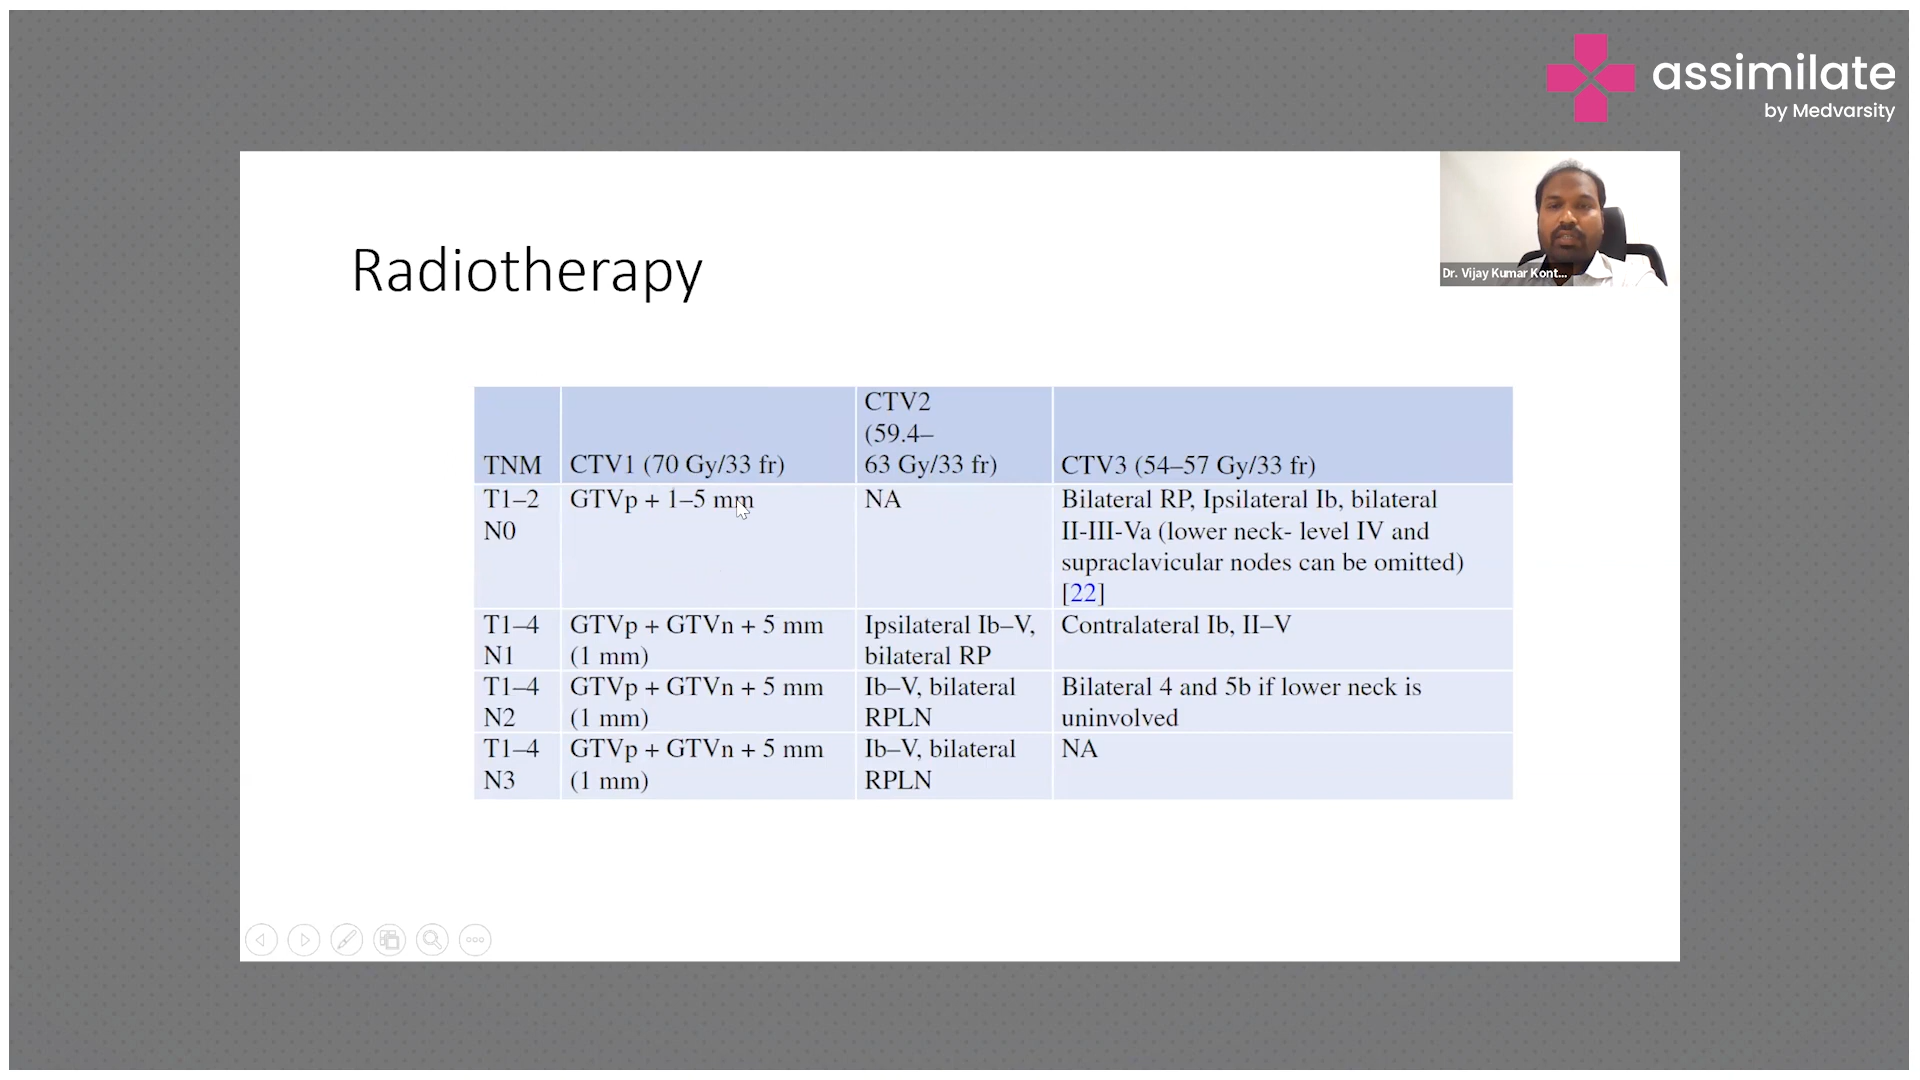 assimilate
by Medvarsity
Dr. Vijay Kumar Kont...
Radiotherapy
TNM
CTV1 (70 Gy/33 fr)
CTV2
(59.4–
63 Gy/33 fr)
CTV3 (54–57 Gy/33 fr)
T1–2
N0
GTVp + 1–5 mm
NA
Bilateral RP, Ipsilateral Ib, bilateral
II-III-Va (lower neck- level IV and
supraclavicular nodes can be omitted)
[22]
T1–4
N1
GTVp + GTVn + 5 mm
(1 mm)
Ipsilateral Ib–V,
bilateral RP
Contralateral Ib, II–V
T1–4
N2
GTVp + GTVn + 5 mm
(1 mm)
Ib–V, bilateral
RPLN
Bilateral 4 and 5b if lower neck is
uninvolved
T1–4
N3
GTVp + GTVn + 5 mm
(1 mm)
Ib–V, bilateral
RPLN
NA